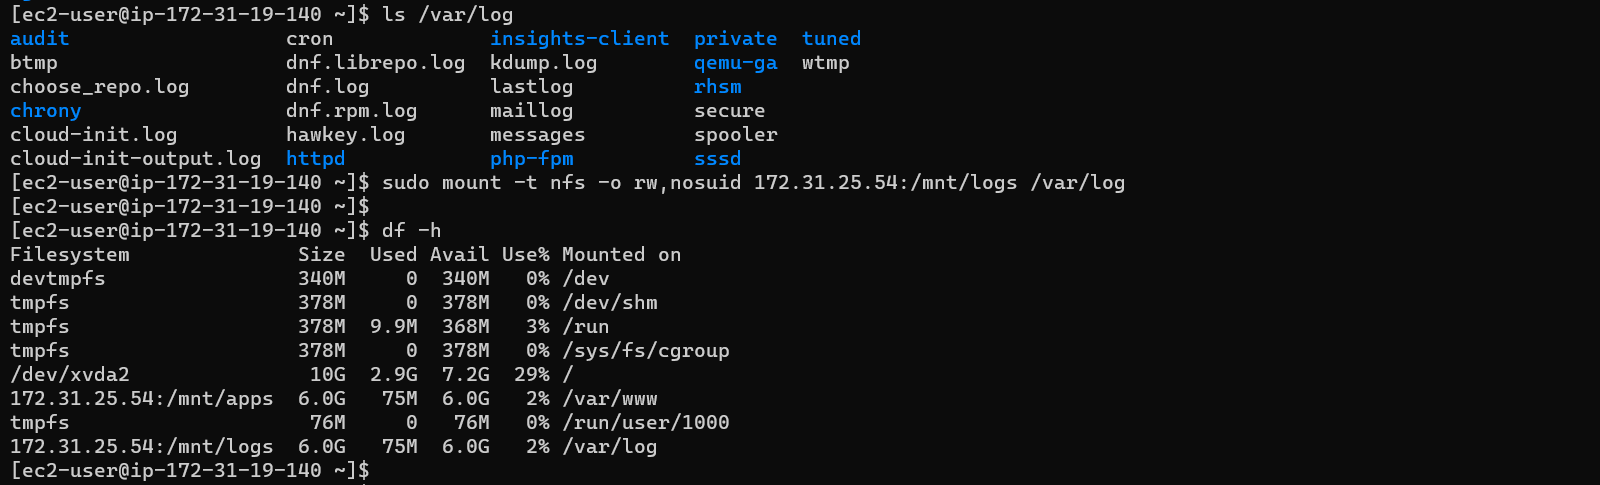 [ec2-user@ip-172-31-19-140 ~]$ ls /var/log
audit                  cron             insights-client  private  tuned
btmp                   dnf.librepo.log  kdump.log        qemu-ga  wtmp
choose_repo.log        dnf.log          lastlog          rhsm
chrony                 dnf.rpm.log      maillog          secure
cloud-init.log         hawkey.log       messages         spooler
cloud-init-output.log  httpd            php-fpm          sssd
[ec2-user@ip-172-31-19-140 ~]$ sudo mount -t nfs -o rw,nosuid 172.31.25.54:/mnt/logs /var/log
[ec2-user@ip-172-31-19-140 ~]$
[ec2-user@ip-172-31-19-140 ~]$ df -h
Filesystem              Size  Used Avail Use% Mounted on
devtmpfs                340M     0  340M   0% /dev
tmpfs                   378M     0  378M   0% /dev/shm
tmpfs                   378M  9.9M  368M   3% /run
tmpfs                   378M     0  378M   0% /sys/fs/cgroup
/dev/xvda2               10G  2.9G  7.2G  29% /
172.31.25.54:/mnt/apps  6.0G   75M  6.0G   2% /var/www
tmpfs                    76M     0   76M   0% /run/user/1000
172.31.25.54:/mnt/logs  6.0G   75M  6.0G   2% /var/log
[ec2-user@ip-172-31-19-140 ~]$